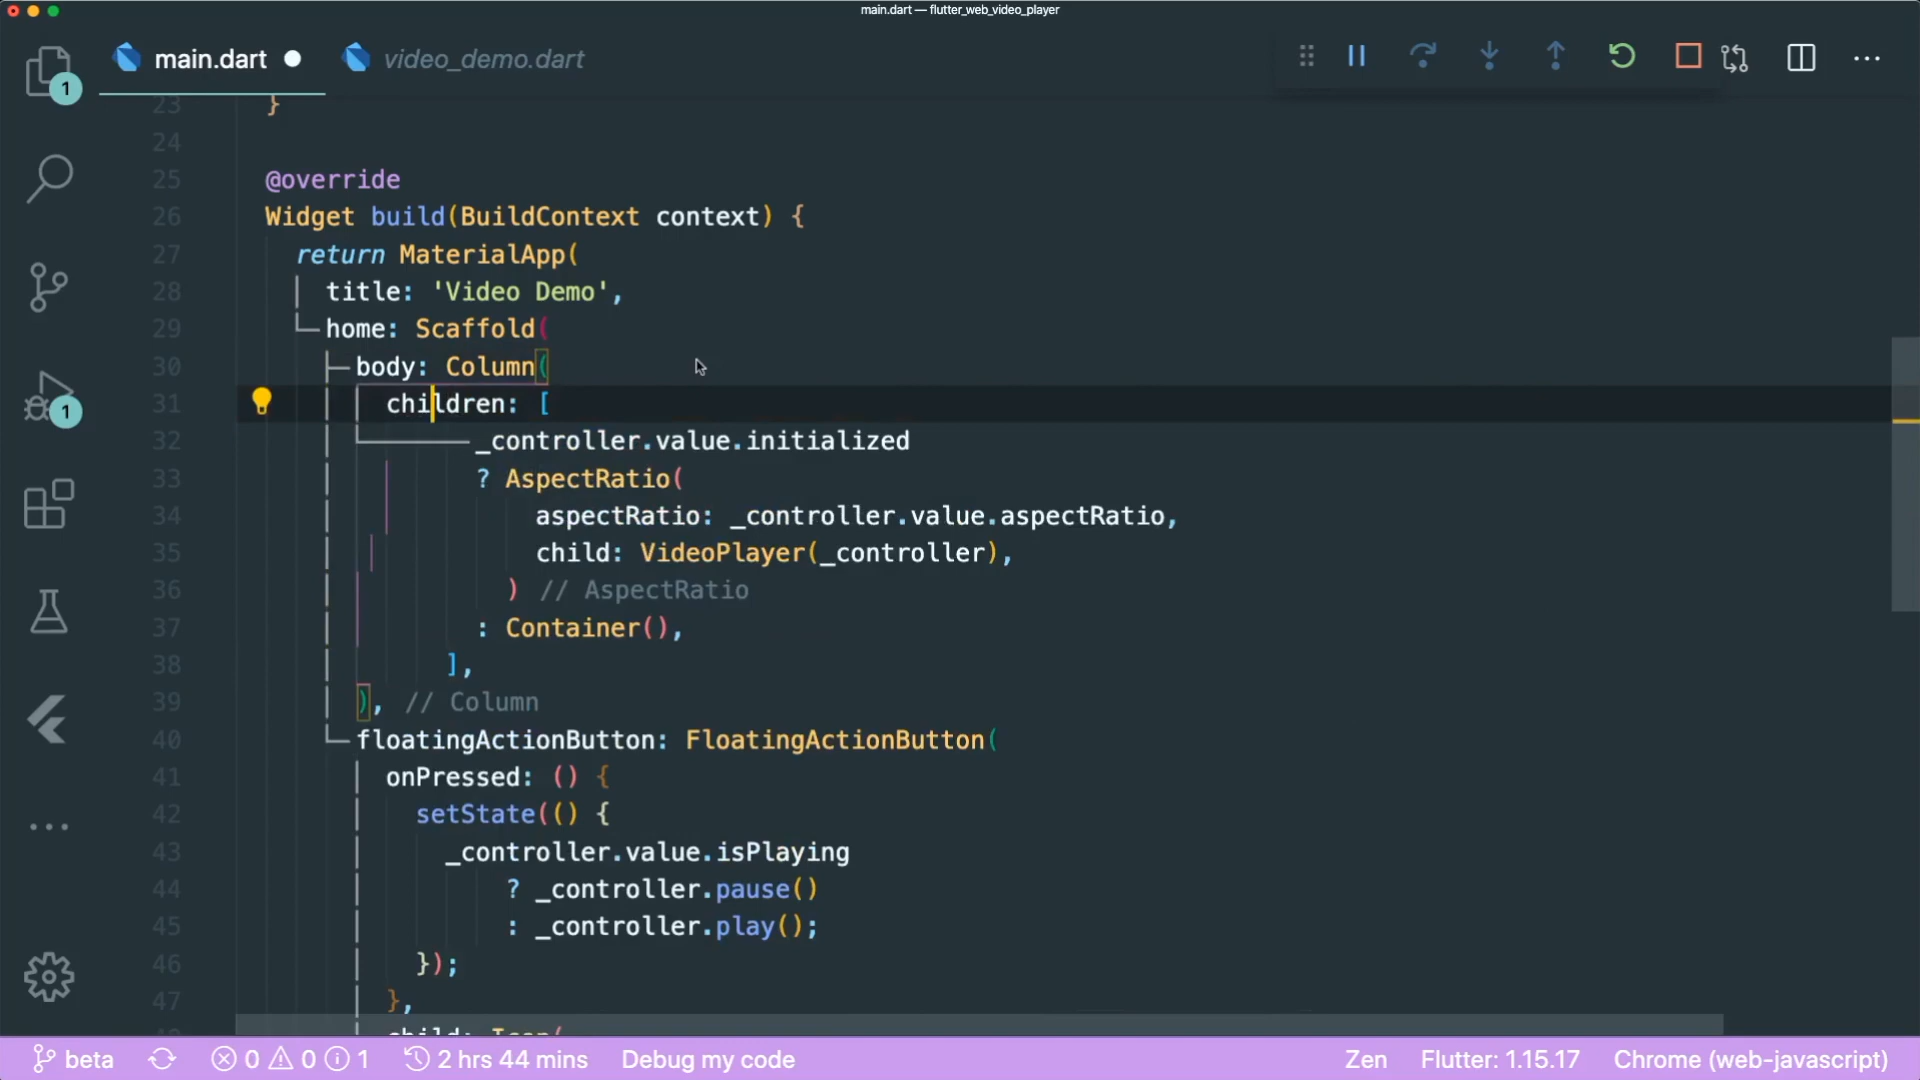 main.dart — flutter_web_video_player
main.dart
video_demo.dart
1
23 }
24
25 @override
26 Widget build(BuildContext context) {
27 return MaterialApp(
28 title: 'Video Demo',
29 home: Scaffold(
30 body: Column(
31 children: [
32 _controller.value.initialized
33 ? AspectRatio(
34 aspectRatio: _controller.value.aspectRatio,
35 child: VideoPlayer(_controller),
36 ) // AspectRatio
37 : Container(),
38 ],
39 ), // Column
40 floatingActionButton: FloatingActionButton(
41 onPressed: () {
42 setState(() {
43 _controller.value.isPlaying
44 ? _controller.pause()
45 : _controller.play();
46 });
47 },
child: Icon(
1
beta 0 0 1 2 hrs 44 mins Debug my code Zen Flutter: 1.15.17 Chrome (web-javascript)